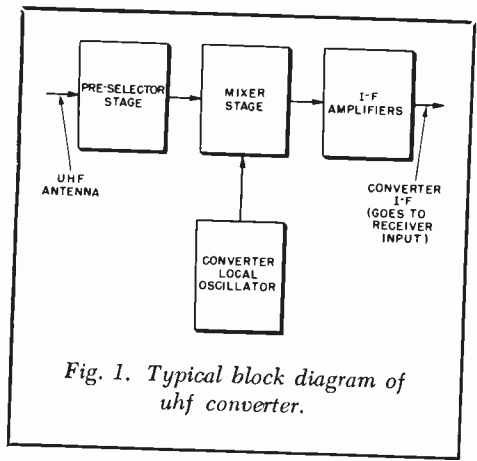 PRE-SELECTOR
STAGE
MIXER
STAGE
I-F
AMPLIFIERS
UHF
ANTENNA
CONVERTER
I-F
(GOES TO
RECEIVER
INPUT)
CONVERTER
LOCAL
OSCILLATOR
Fig. 1. Typical block diagram of
uhf converter.